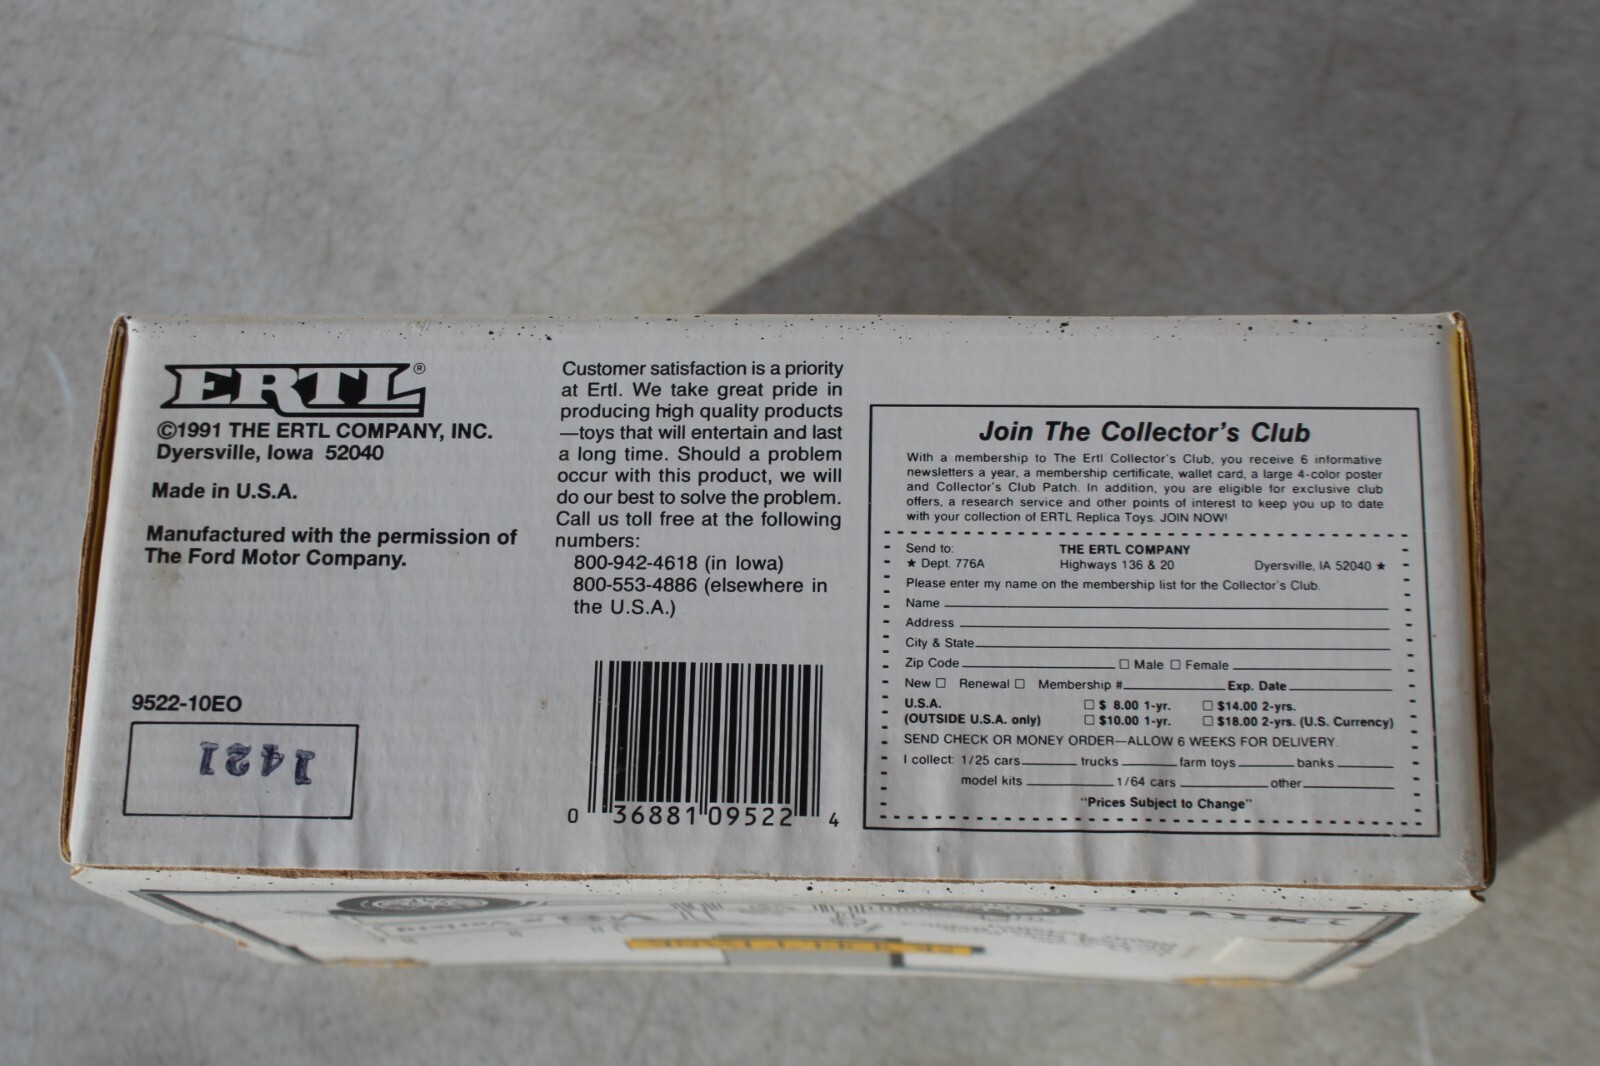 ERTL®
©1991 THE ERTL COMPANY, INC.
Dyersville, Iowa 52040
Made in U.S.A.
Manufactured with the permission of
The Ford Motor Company.
9522-10EO
1421
Customer satisfaction is a priority
at Ertl. We take great pride in
producing high quality products
—toys that will entertain and last
a long time. Should a problem
occur with this product, we will
do our best to solve the problem.
Call us toll free at the following
numbers:
800-942-4618 (in Iowa)
800-553-4886 (elsewhere in
the U.S.A.)
0 36881 09522 4
Join The Collector's Club
With a membership to The Ertl Collector's Club, you receive 6 informative
newsletters a year, a membership certificate, wallet card, a large 4-color poster
and Collector's Club Patch. In addition, you are eligible for exclusive club
offers, a research service and other points of interest to keep you up to date
with your collection of ERTL Replica Toys. JOIN NOW!
Send to: THE ERTL COMPANY
★ Dept. 776A Highways 136 & 20 Dyersville, IA 52040 ★
Please enter my name on the membership list for the Collector's Club.
Name
Address
City & State
Zip Code ☐ Male ☐ Female
New ☐ Renewal ☐ Membership # Exp. Date
U.S.A. ☐ $ 8.00 1-yr. ☐ $14.00 2-yrs.
(OUTSIDE U.S.A. only) ☐ $10.00 1-yr. ☐ $18.00 2-yrs. (U.S. Currency)
SEND CHECK OR MONEY ORDER—ALLOW 6 WEEKS FOR DELIVERY.
I collect: 1/25 cars trucks farm toys banks
model kits 1/64 cars other
"Prices Subject to Change"